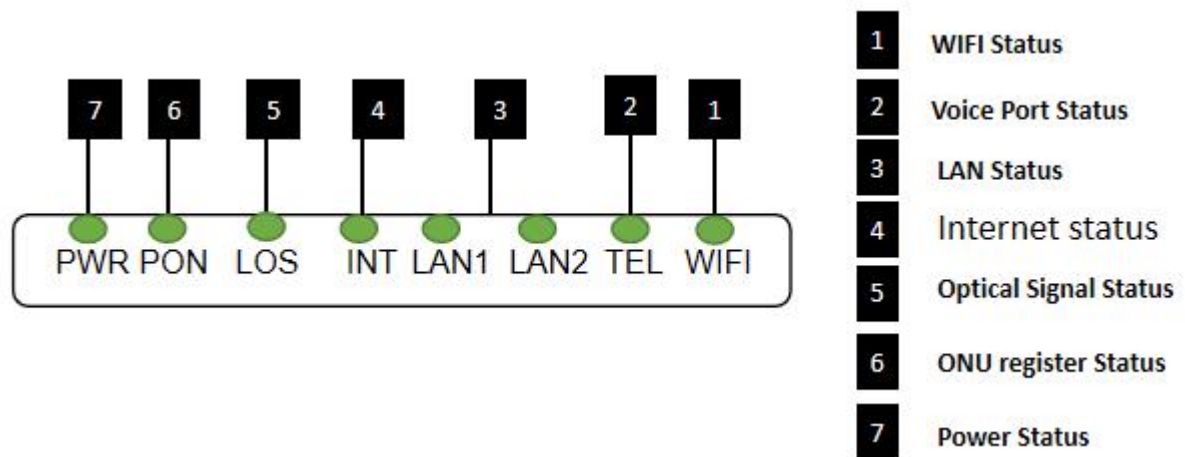 7 6 5 4 3 2 1
PWR PON LOS INT LAN1 LAN2 TEL WIFI
1 WIFI Status
2 Voice Port Status
3 LAN Status
4 Internet status
5 Optical Signal Status
6 ONU register Status
7 Power Status